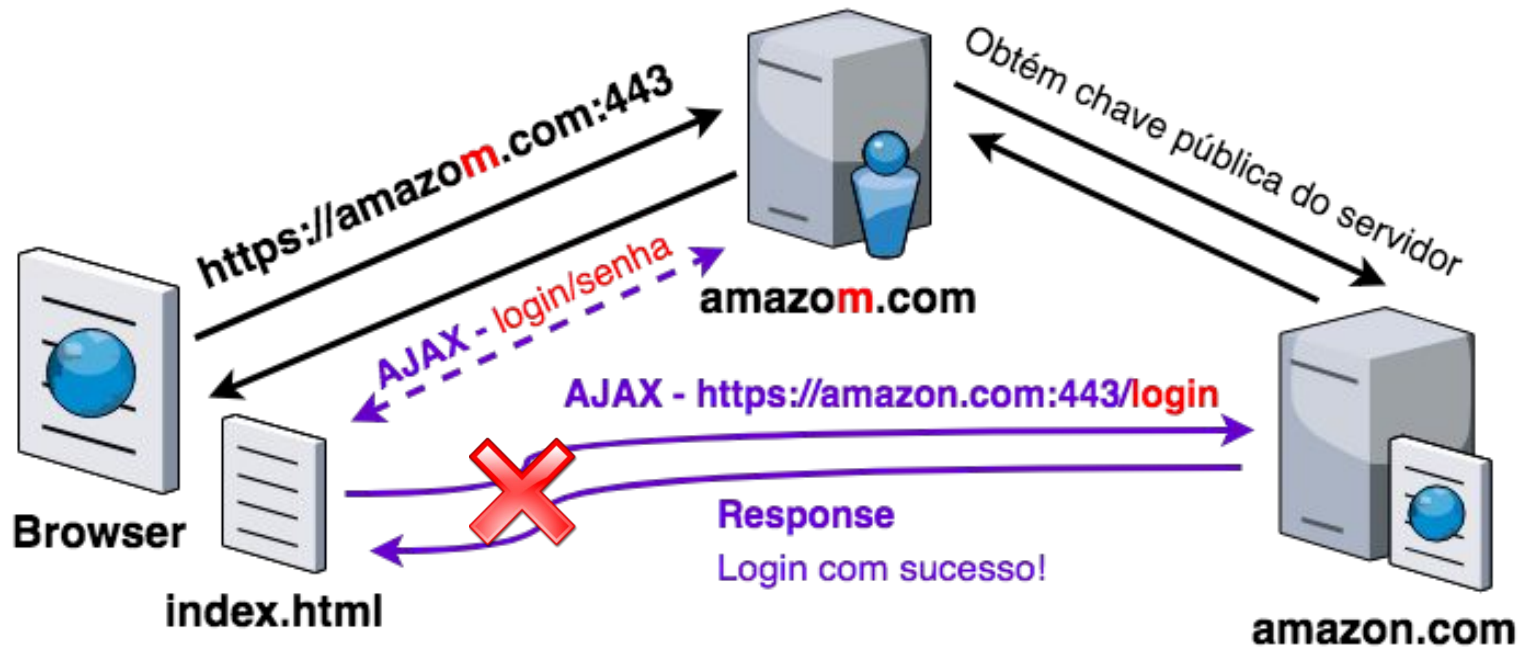 https://amazom.com:443
Obtém chave pública do servidor
AJAX - login/senha
amazom.com
AJAX - https://amazon.com:443/login
Response
Login com sucesso!
Browser
index.html
amazon.com